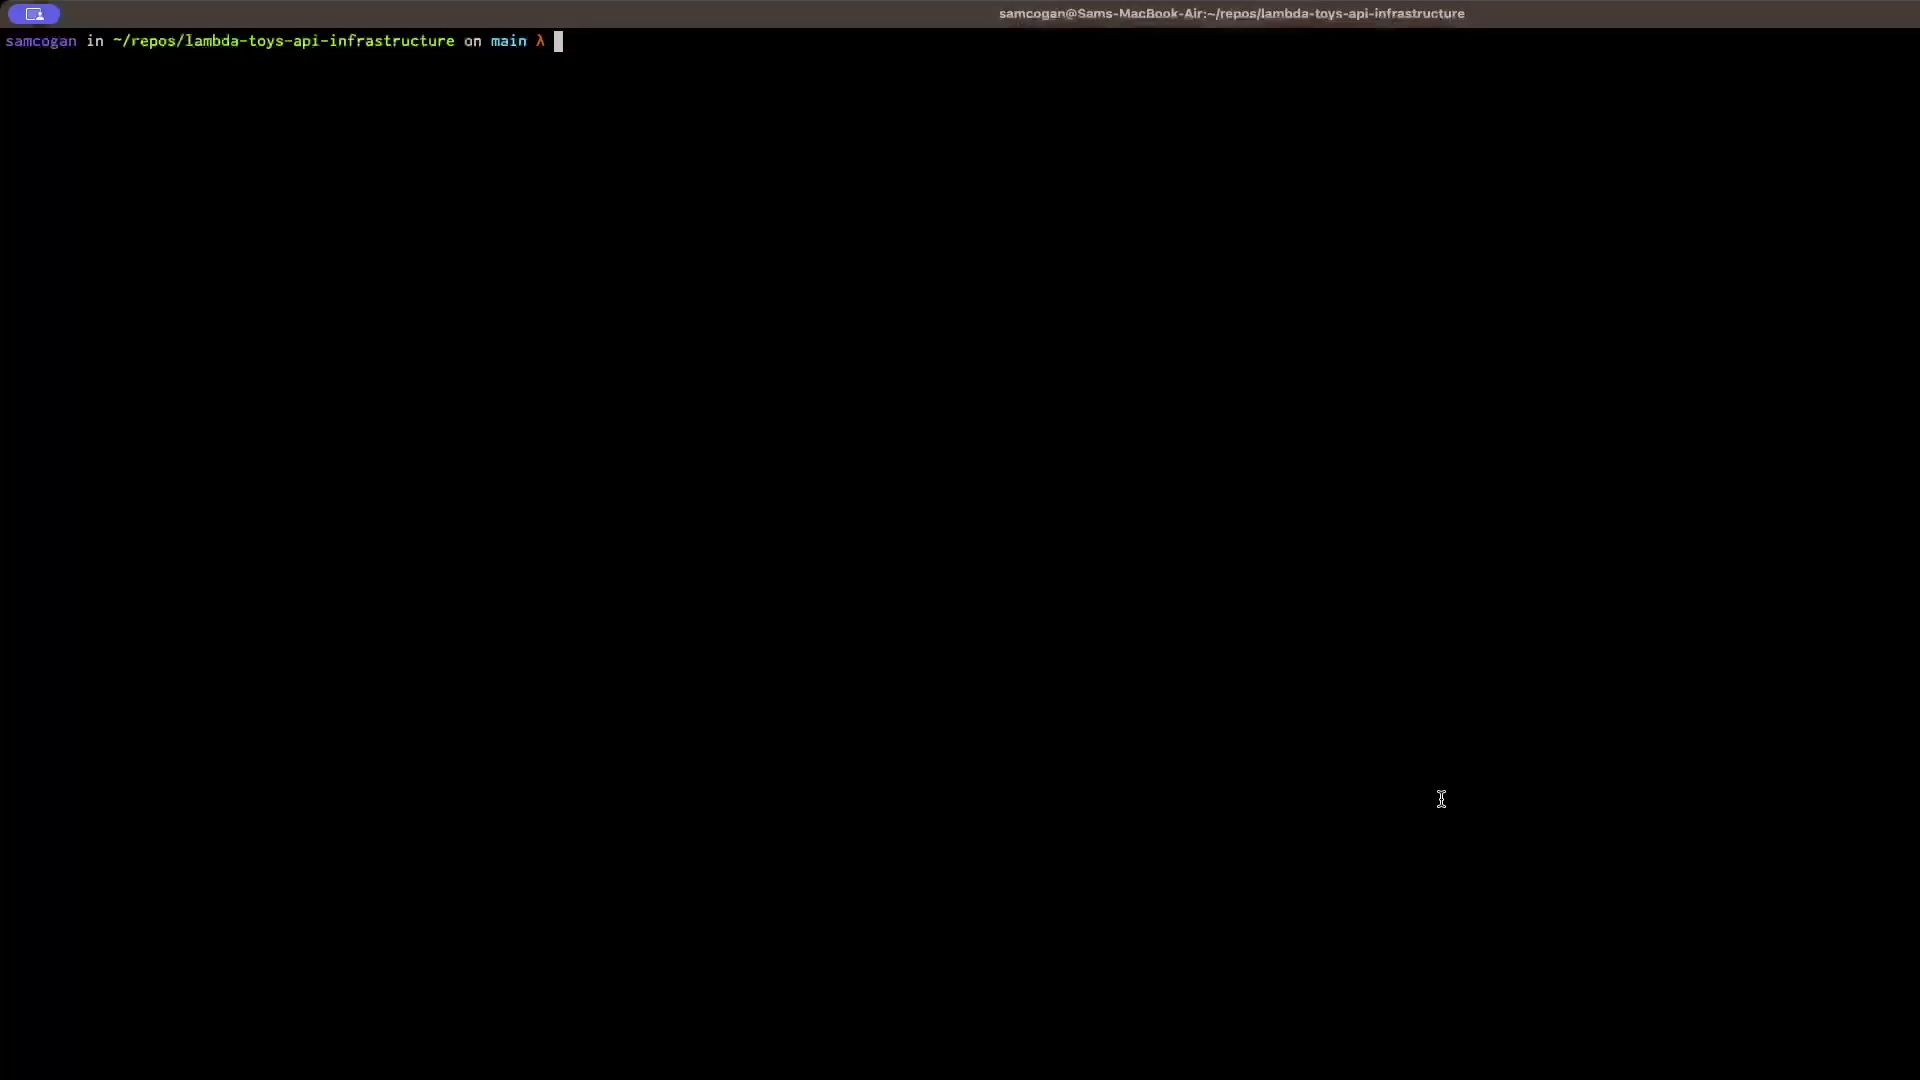 samcogan@Sams-MacBook-Air:~/repos/lambda-toys-api-infrastructure
samcogan in ~/repos/lambda-toys-api-infrastructure on main λ